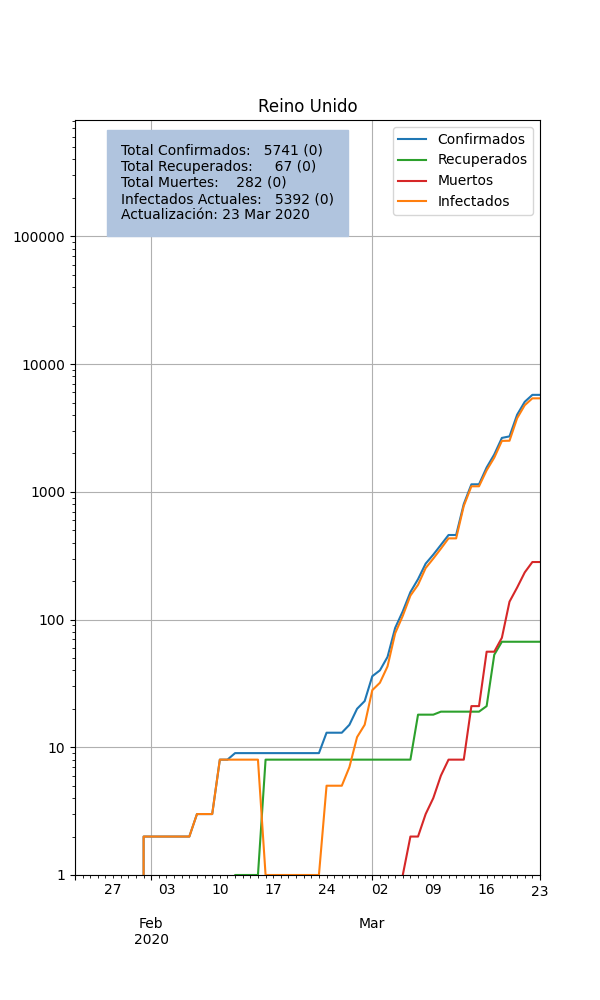 Reino Unido
Total Confirmados: 5741 (0)
Total Recuperados: 67 (0)
Total Muertes: 282 (0)
Infectados Actuales: 5392 (0)
Actualización: 23 Mar 2020
Confirmados
Recuperados
Muertos
Infectados
100000
10000
1000
100
10
1
27 03 10 17 24 02 09 16 23
Feb Mar
2020